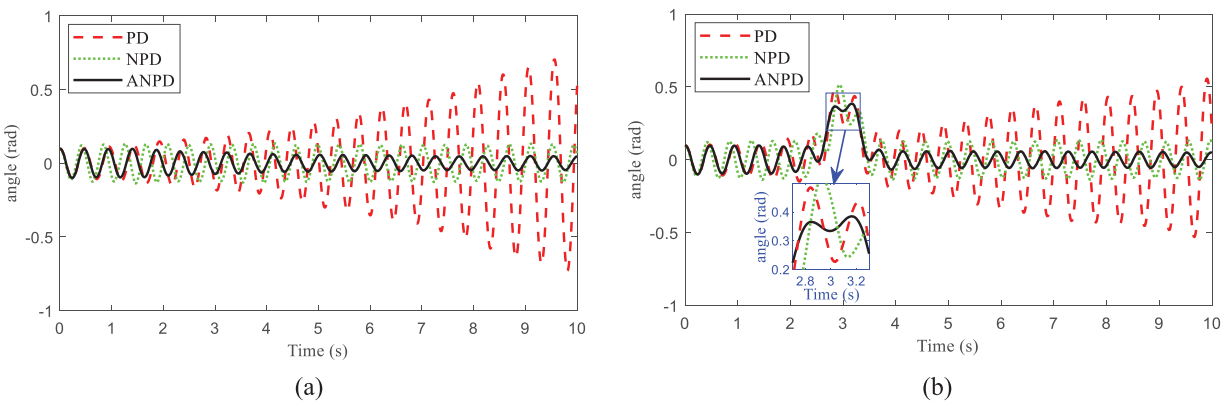 1
0.5
0
-0.5
-1
angle (rad)
PD
NPD
ANPD
0 1 2 3 4 5 6 7 8 9 10
Time (s)
(a)
1
0.5
0
-0.5
-1
angle (rad)
PD
NPD
ANPD
0.4
0.3
0.2
angle (rad)
2.8 3 3.2
Time (s)
0 1 2 3 4 5 6 7 8 9 10
Time (s)
(b)